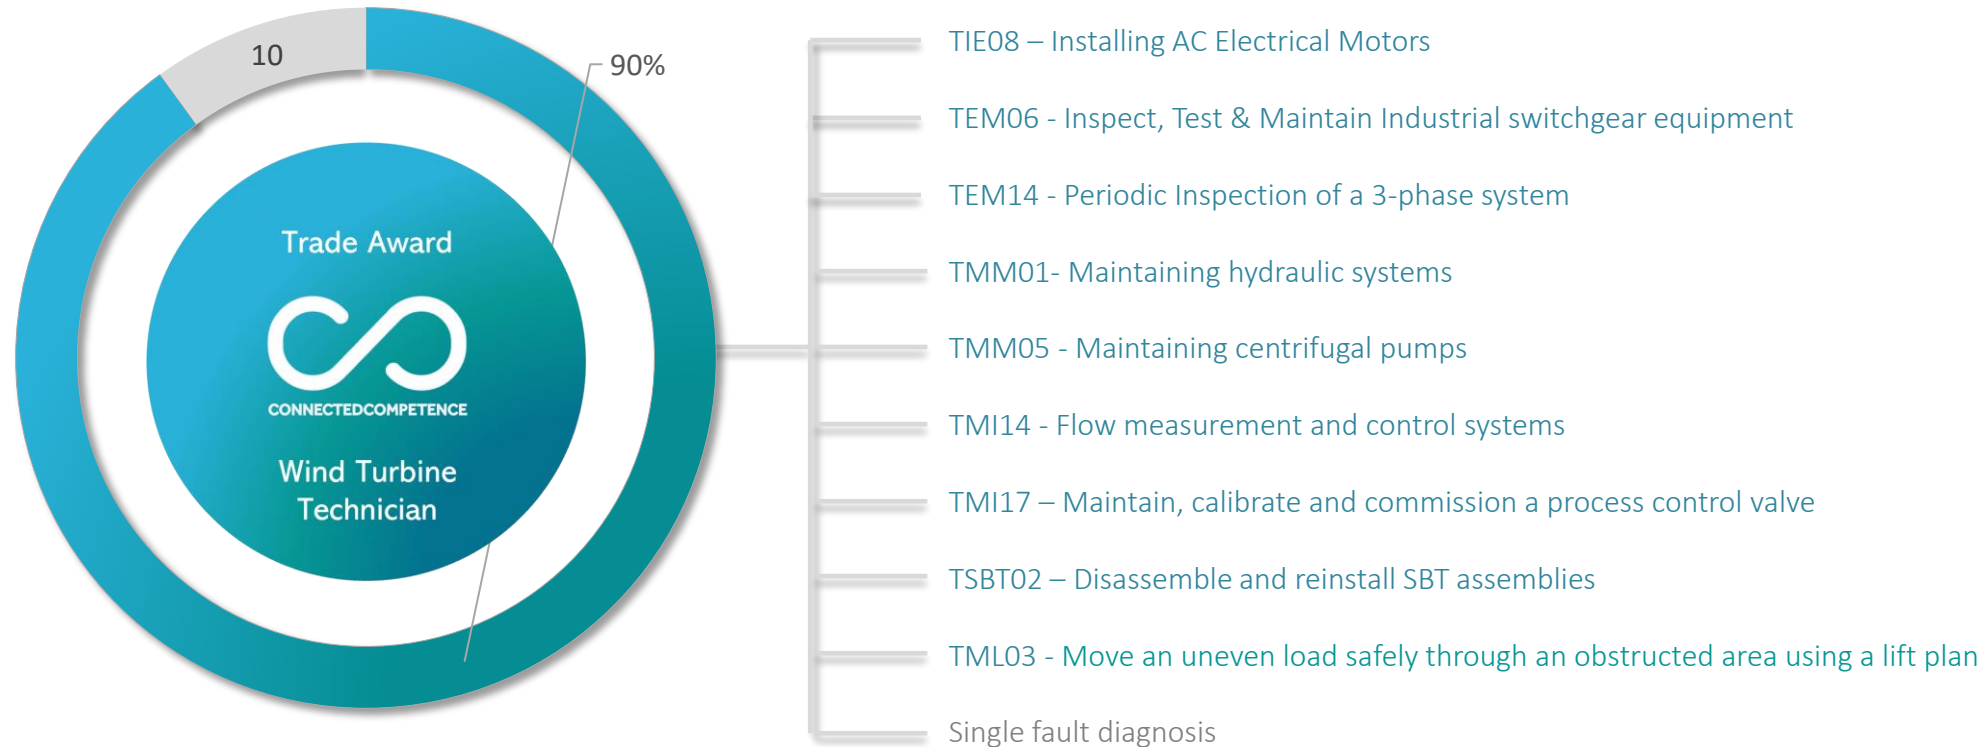 10
90%
Trade Award
CONNECTEDCOMPETENCE
Wind Turbine
Technician
TIE08 – Installing AC Electrical Motors
TEM06 - Inspect, Test & Maintain Industrial switchgear equipment
TEM14 - Periodic Inspection of a 3-phase system
TMM01- Maintaining hydraulic systems
TMM05 - Maintaining centrifugal pumps
TMI14 - Flow measurement and control systems
TMI17 – Maintain, calibrate and commission a process control valve
TSBT02 – Disassemble and reinstall SBT assemblies
TML03 - Move an uneven load safely through an obstructed area using a lift plan
Single fault diagnosis